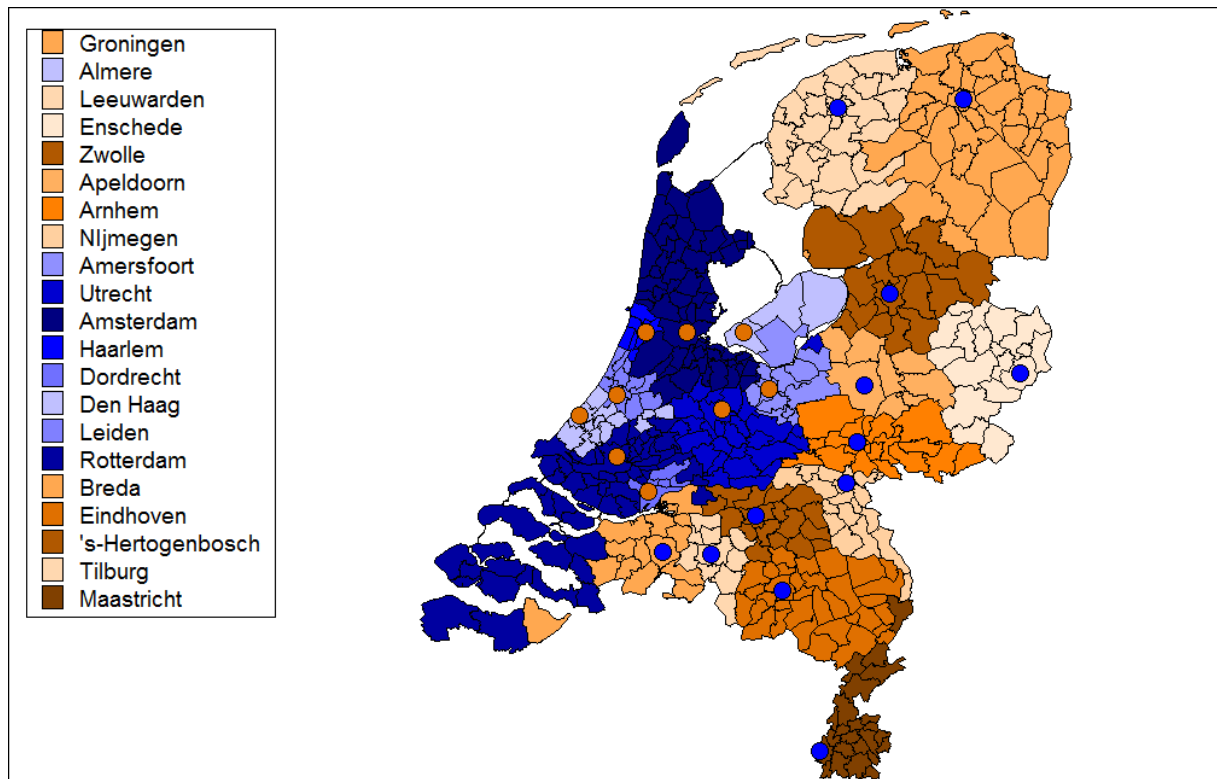 Groningen
Almere
Leeuwarden
Enschede
Zwolle
Apeldoorn
Arnhem
NIjmegen
Amersfoort
Utrecht
Amsterdam
Haarlem
Dordrecht
Den Haag
Leiden
Rotterdam
Breda
Eindhoven
's-Hertogenbosch
Tilburg
Maastricht